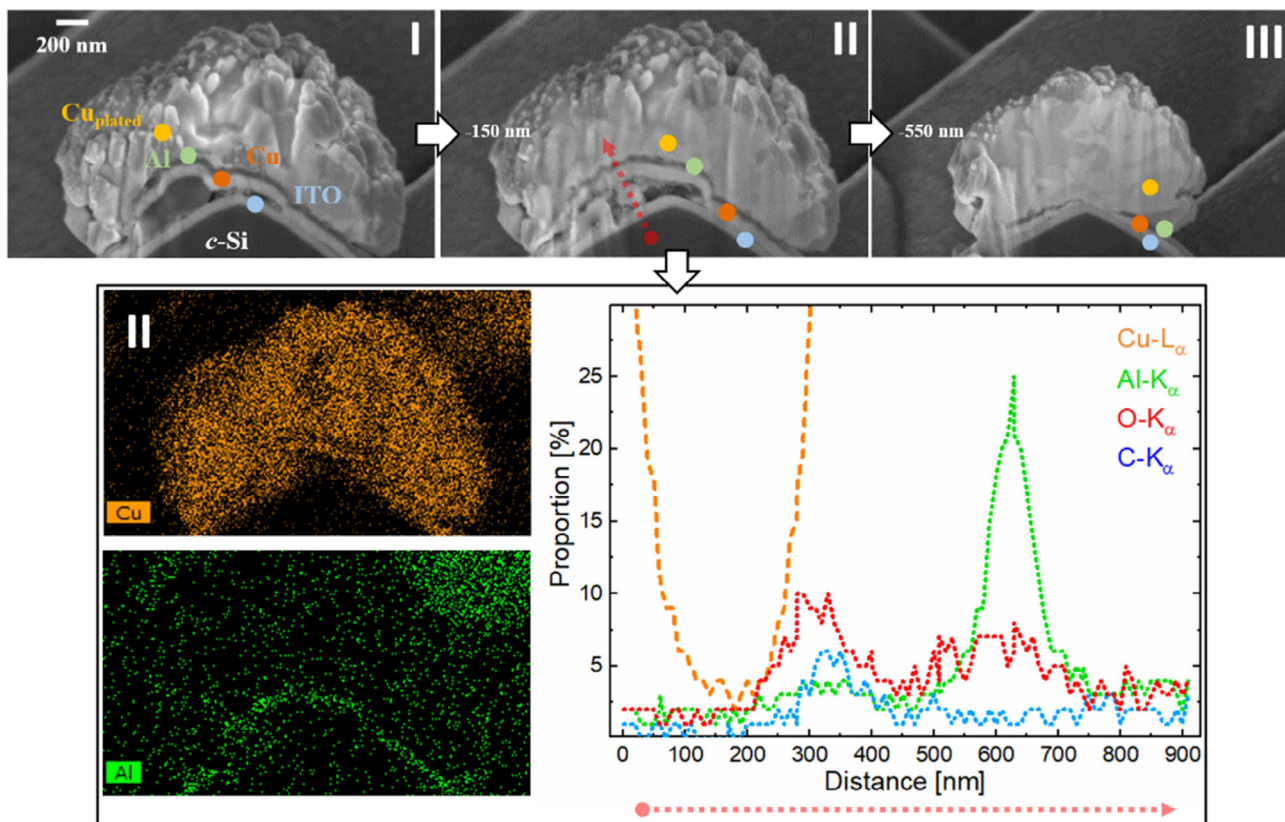 200 nm
I
II
III
Cu_plated
Al
Cu
ITO
c-Si
-150 nm
-550 nm
II
Cu
Al
Proportion [%]
25
20
15
10
5
Cu-Lα
Al-Kα
O-Kα
C-Kα
0 100 200 300 400 500 600 700 800 900
Distance [nm]